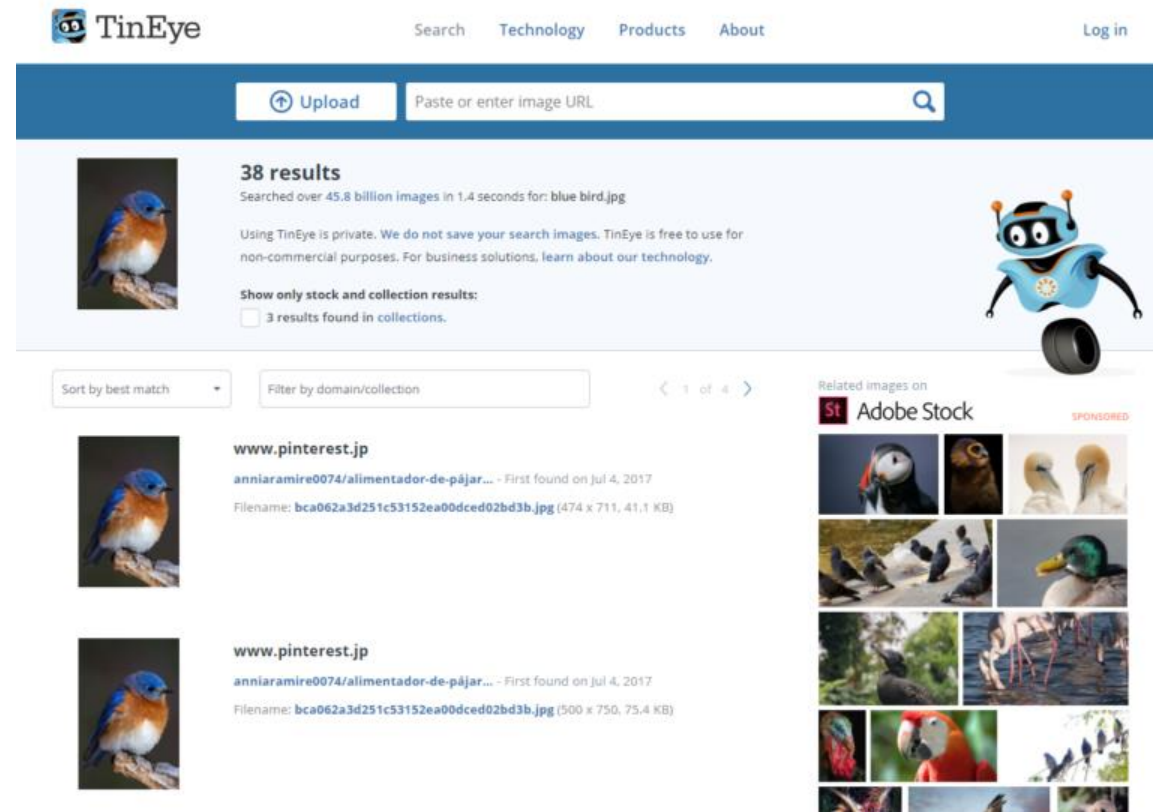 TinEye
Search Technology Products About
Log in
Upload
Paste or enter image URL
38 results
Searched over 45.8 billion images in 1.4 seconds for: blue bird.jpg
Using TinEye is private. We do not save your search images. TinEye is free to use for
non-commercial purposes. For business solutions, learn about our technology.
Show only stock and collection results:
3 results found in collections.
Sort by best match
Filter by domain/collection
1 of 4
www.pinterest.jp
anniaramire0074/alimentador-de-pájar... - First found on Jul 4, 2017
Filename: bca062a3d251c53152ea00dced02bd3b.jpg (474 x 711, 41.1 KB)
www.pinterest.jp
anniaramire0074/alimentador-de-pájar... - First found on Jul 4, 2017
Filename: bca062a3d251c53152ea00dced02bd3b.jpg (500 x 750, 75.4 KB)
Related images on
St Adobe Stock
SPONSORED